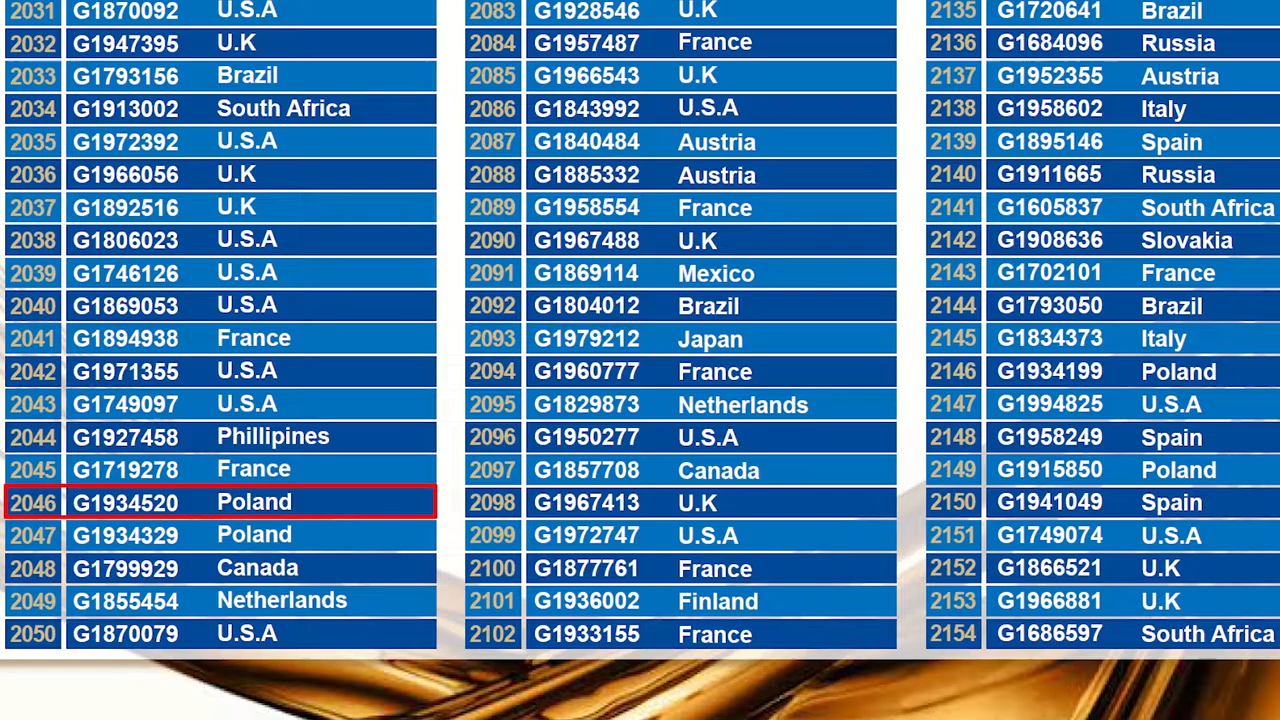 2031 G1870092 U.S.A
2032 G1947395 U.K
2033 G1793156 Brazil
2034 G1913002 South Africa
2035 G1972392 U.S.A
2036 G1966056 U.K
2037 G1892516 U.K
2038 G1806023 U.S.A
2039 G1746126 U.S.A
2040 G1869053 U.S.A
2041 G1894938 France
2042 G1971355 U.S.A
2043 G1749097 U.S.A
2044 G1927458 Phillipines
2045 G1719278 France
2046 G1934520 Poland
2047 G1934329 Poland
2048 G1799929 Canada
2049 G1855454 Netherlands
2050 G1870079 U.S.A
2083 G1928546 U.K
2084 G1957487 France
2085 G1966543 U.K
2086 G1843992 U.S.A
2087 G1840484 Austria
2088 G1885332 Austria
2089 G1958554 France
2090 G1967488 U.K
2091 G1869114 Mexico
2092 G1804012 Brazil
2093 G1979212 Japan
2094 G1960777 France
2095 G1829873 Netherlands
2096 G1950277 U.S.A
2097 G1857708 Canada
2098 G1967413 U.K
2099 G1972747 U.S.A
2100 G1877761 France
2101 G1936002 Finland
2102 G1933155 France
2135 G1720641 Brazil
2136 G1684096 Russia
2137 G1952355 Austria
2138 G1958602 Italy
2139 G1895146 Spain
2140 G1911665 Russia
2141 G1605837 South Africa
2142 G1908636 Slovakia
2143 G1702101 France
2144 G1793050 Brazil
2145 G1834373 Italy
2146 G1934199 Poland
2147 G1994825 U.S.A
2148 G1958249 Spain
2149 G1915850 Poland
2150 G1941049 Spain
2151 G1749074 U.S.A
2152 G1866521 U.K
2153 G1966881 U.K
2154 G1686597 South Africa